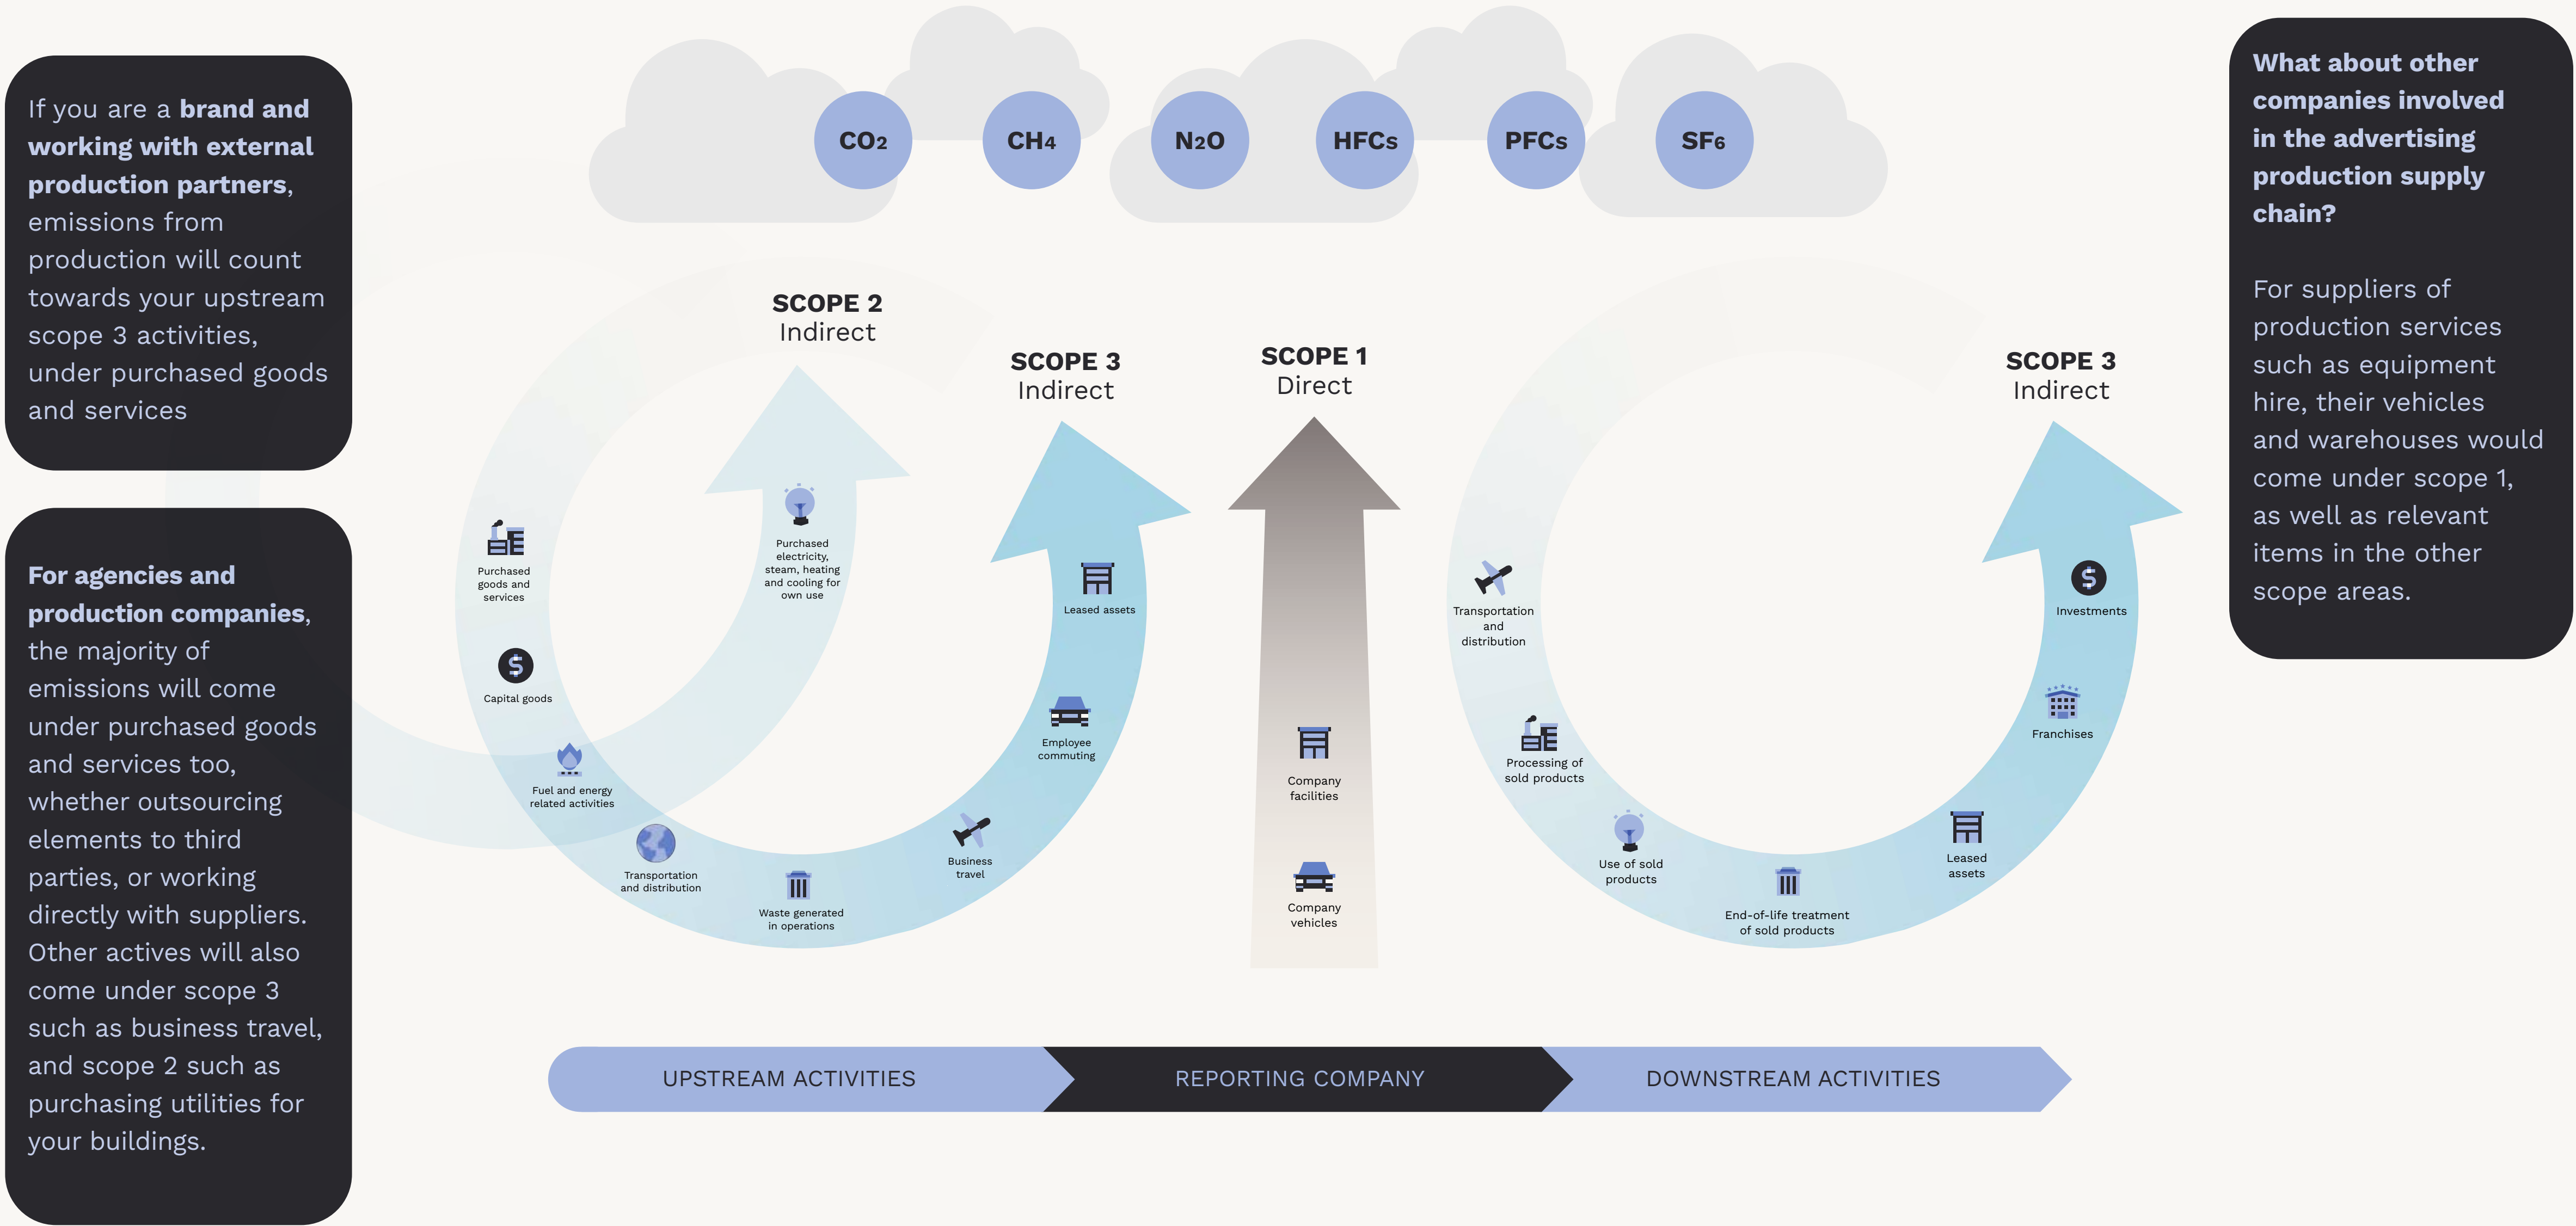 If you are a brand and
working with external
production partners,
emissions from
production will count
towards your upstream
scope 3 activities,
under purchased goods
and services
For agencies and
production companies,
the majority of
emissions will come
under purchased goods
and services too,
whether outsourcing
elements to third
parties, or working
directly with suppliers.
Other actives will also
come under scope 3
such as business travel,
and scope 2 such as
purchasing utilities for
your buildings.
CO2
CH4
N2O
HFCs
PFCs
SF6
SCOPE 2
Indirect
Purchased
electricity,
steam, heating
and cooling for
own use
SCOPE 3
Indirect
Purchased
goods and
services
Capital goods
Fuel and energy
related activities
Transportation
and distribution
Waste generated
in operations
Business
travel
Employee
commuting
Leased assets
SCOPE 1
Direct
Company
facilities
Company
vehicles
SCOPE 3
Indirect
Transportation
and
distribution
Processing of
sold products
Use of sold
products
End-of-life treatment
of sold products
Leased
assets
Franchises
Investments
UPSTREAM ACTIVITIES
REPORTING COMPANY
DOWNSTREAM ACTIVITIES
What about other
companies involved
in the advertising
production supply
chain?
For suppliers of
production services
such as equipment
hire, their vehicles
and warehouses would
come under scope 1,
as well as relevant
items in the other
scope areas.